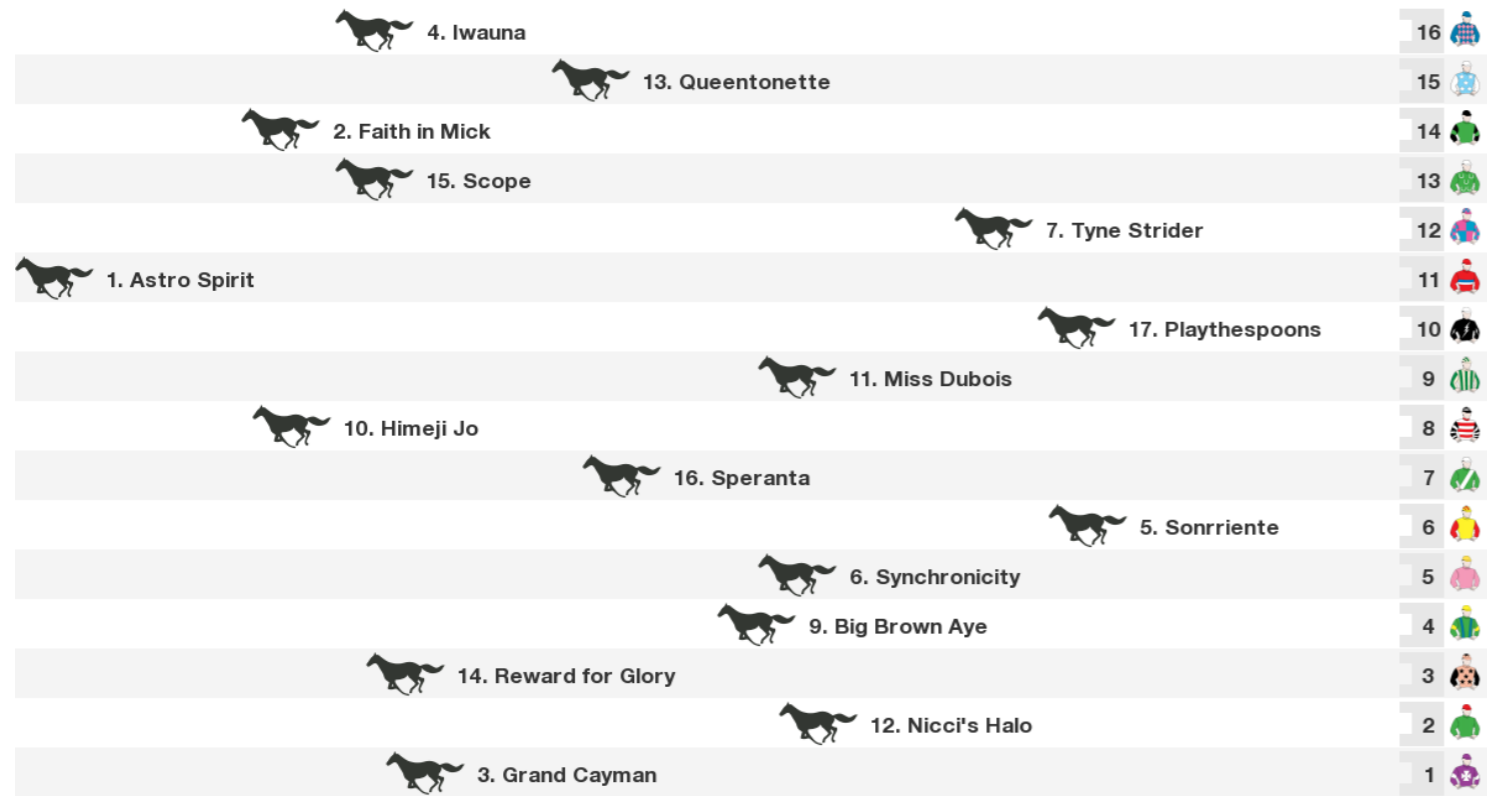 4. Iwauna 16
13. Queentonette 15
2. Faith in Mick 14
15. Scope 13
7. Tyne Strider 12
1. Astro Spirit 11
17. Playthespoons 10
11. Miss Dubois 9
10. Himeji Jo 8
16. Speranta 7
5. Sonrriente 6
6. Synchronicity 5
9. Big Brown Aye 4
14. Reward for Glory 3
12. Nicci's Halo 2
3. Grand Cayman 1